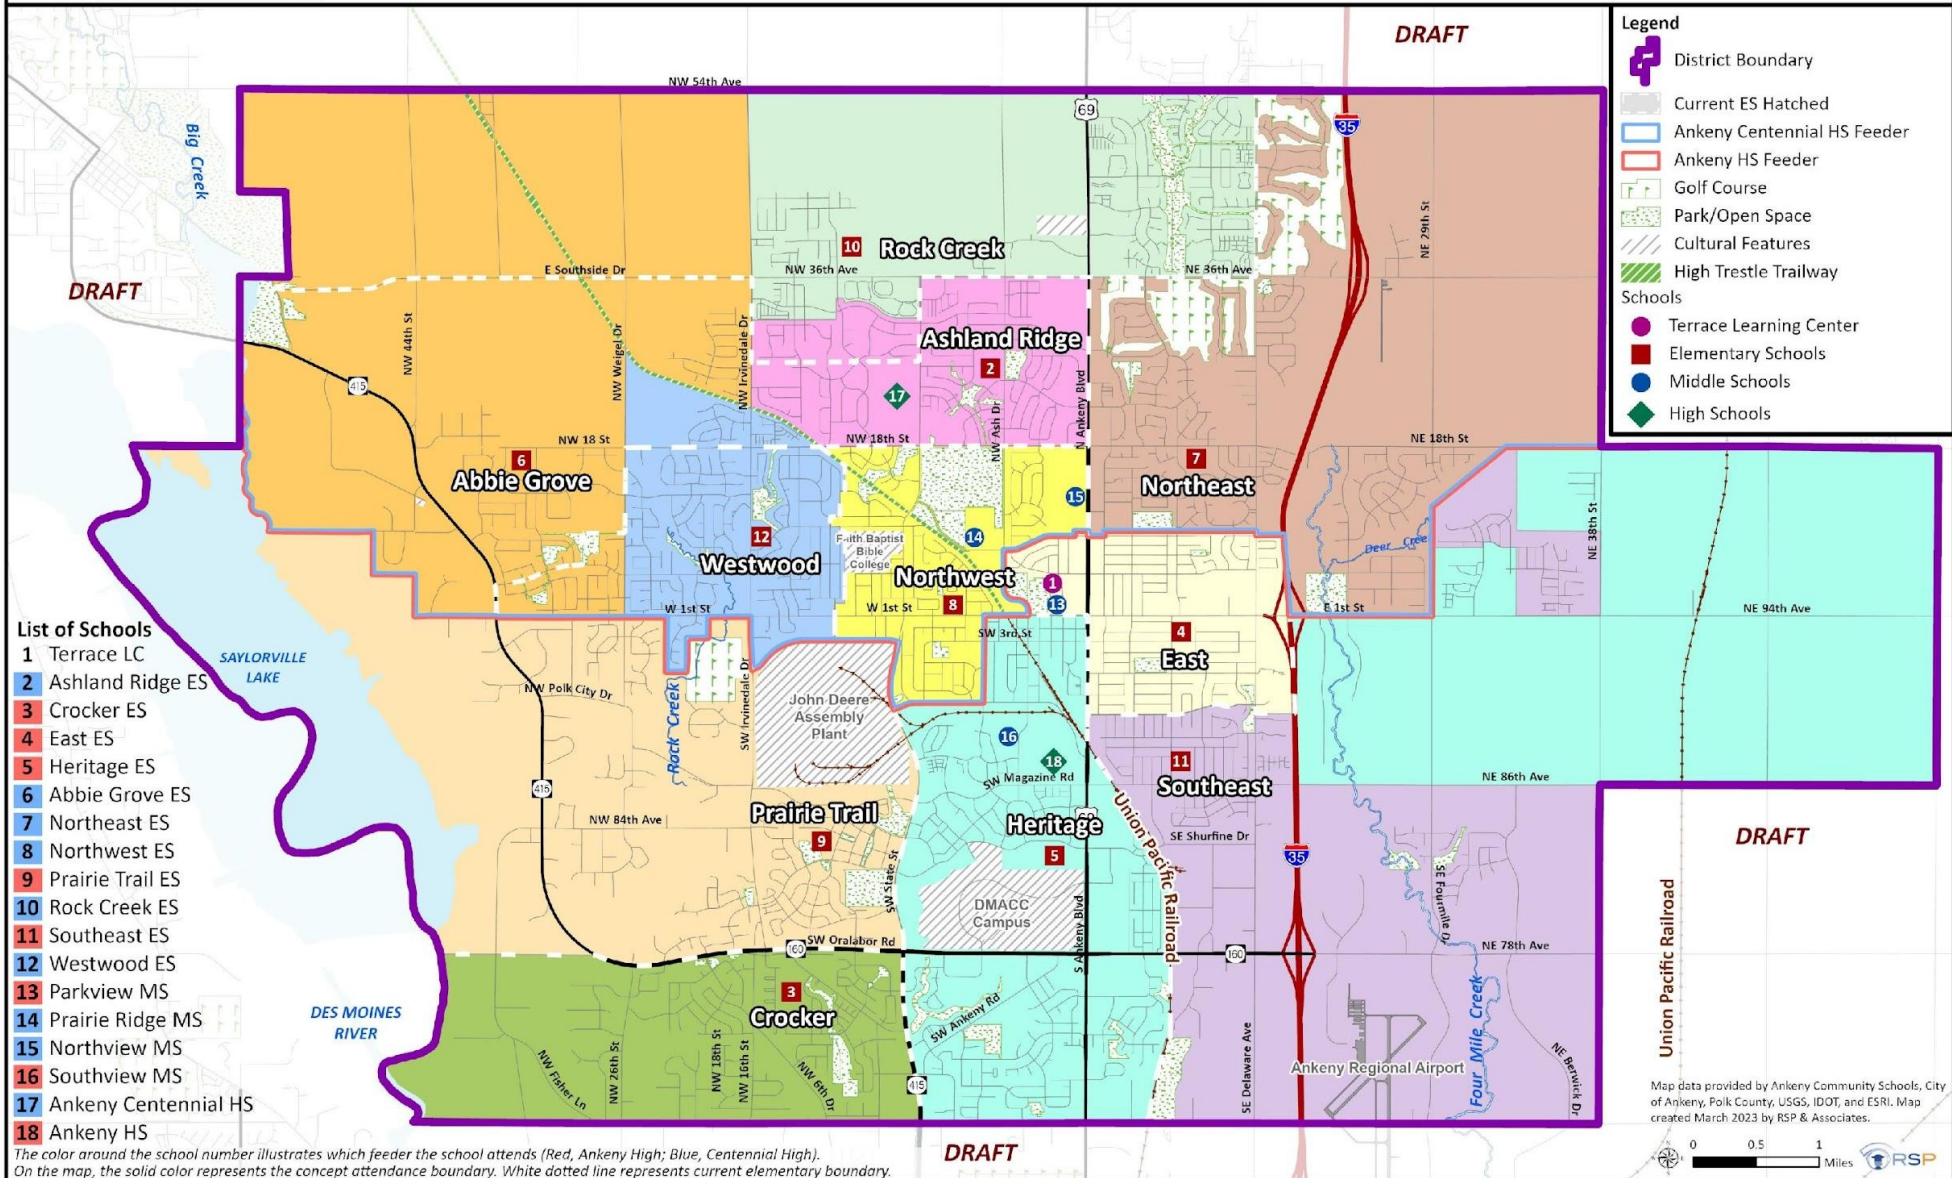 DRAFT
NW 54th Ave
69
35
Big Creek
Legend
District Boundary
Current ES Hatched
Ankeny Centennial HS Feeder
Ankeny HS Feeder
Golf Course
Park/Open Space
Cultural Features
High Trestle Trailway
Schools
Terrace Learning Center
Elementary Schools
Middle Schools
High Schools
DRAFT
E Southside Dr
10
Rock Creek
NW 36th Ave
NE 36th Ave
NE 29th St
NW 44th St
415
NW Weigel Dr
NW Irvinedale Dr
Ashland Ridge
2
17
NW Ash Dr
N Ankeny Blvd
NW 18 St
NW 18th St
NE 18th St
6
Abbie Grove
7
Northeast
15
12
Westwood
Faith Baptist
Bible
College
14
Northwest
8
1
13
Deer Cree
NE 38th St
W 1st St
W 1st St
E 1st St
NE 94th Ave
SW 3rd St
4
East
SAYLORVILLE
LAKE
NW Polk City Dr
Rock Creek
SW Irvinedale Dr
John Deere
Assembly
Plant
16
18
SW Magazine Rd
11
Southeast
NE 86th Ave
415
Prairie Trail
9
NW 84th Ave
Heritage
5
Union Pacific Railroad
SE Shurfine Dr
35
DRAFT
SW State St
DMACC
Campus
S Ankeny Blvd
SE Fourmile Dr
160
SW Oralabor Rd
160
NE 78th Ave
Union Pacific Railroad
DES MOINES
RIVER
3
Crocker
NW Fisher Ln
NW 26th St
NW 18th St
NW 16th St
NW 6th Dr
415
SW Ankeny Rd
SE Delaware Ave
Ankeny Regional Airport
Four Mile Creek
NE Berwick Dr
List of Schools
1 Terrace LC
2 Ashland Ridge ES
3 Crocker ES
4 East ES
5 Heritage ES
6 Abbie Grove ES
7 Northeast ES
8 Northwest ES
9 Prairie Trail ES
10 Rock Creek ES
11 Southeast ES
12 Westwood ES
13 Parkview MS
14 Prairie Ridge MS
15 Northview MS
16 Southview MS
17 Ankeny Centennial HS
18 Ankeny HS
The color around the school number illustrates which feeder the school attends (Red, Ankeny High; Blue, Centennial High).
On the map, the solid color represents the concept attendance boundary. White dotted line represents current elementary boundary.
DRAFT
Map data provided by Ankeny Community Schools, City
of Ankeny, Polk County, USGS, IDOT, and ESRI. Map
created March 2023 by RSP & Associates.
0 0.5 1
Miles
RSP